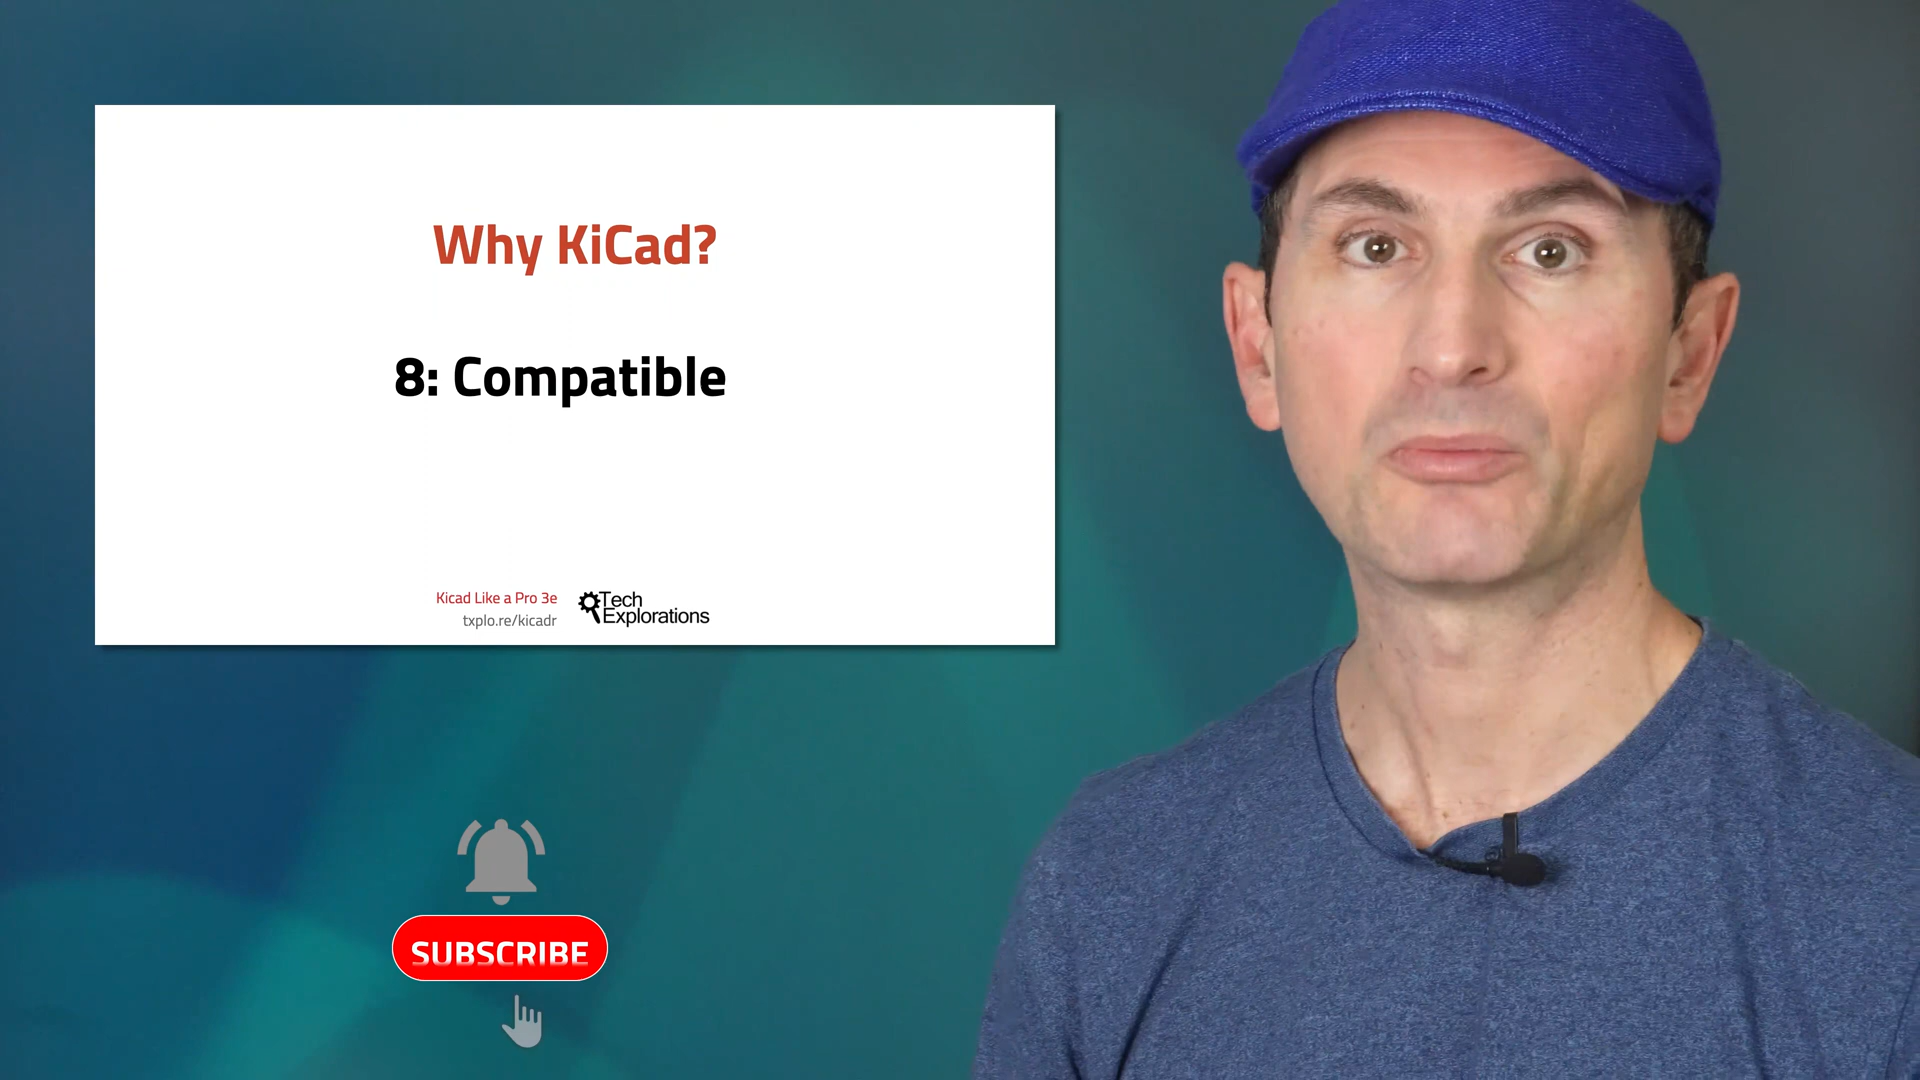 Why KiCad?
8: Compatible
Kicad Like a Pro 3e
txplo.re/kicadr
Tech
Explorations
SUBSCRIBE